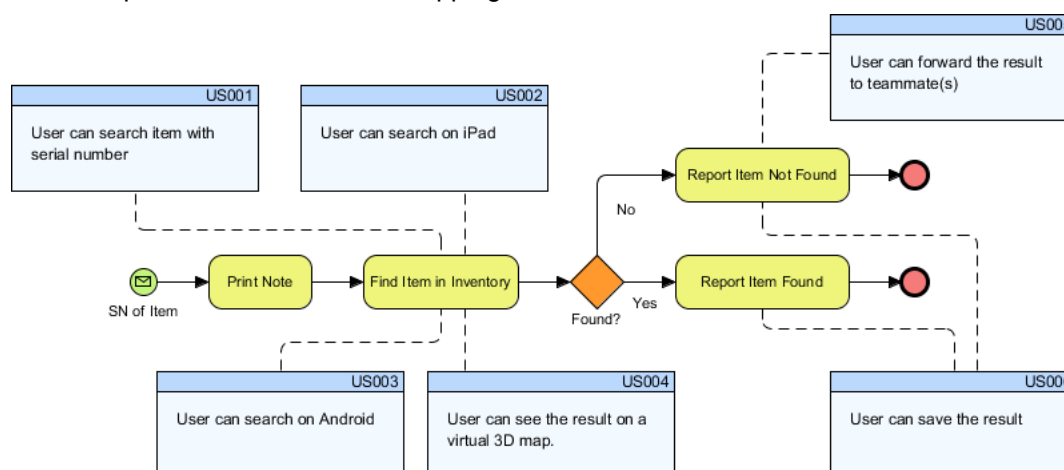 US00
User can forward the result
to teammate(s)
US001
User can search item with
serial number
US002
User can search on iPad
Report Item Not Found
No
SN of Item
Print Note
Find Item in Inventory
Found?
Yes
Report Item Found
US003
User can search on Android
US004
User can see the result on a
virtual 3D map.
US00
User can save the result